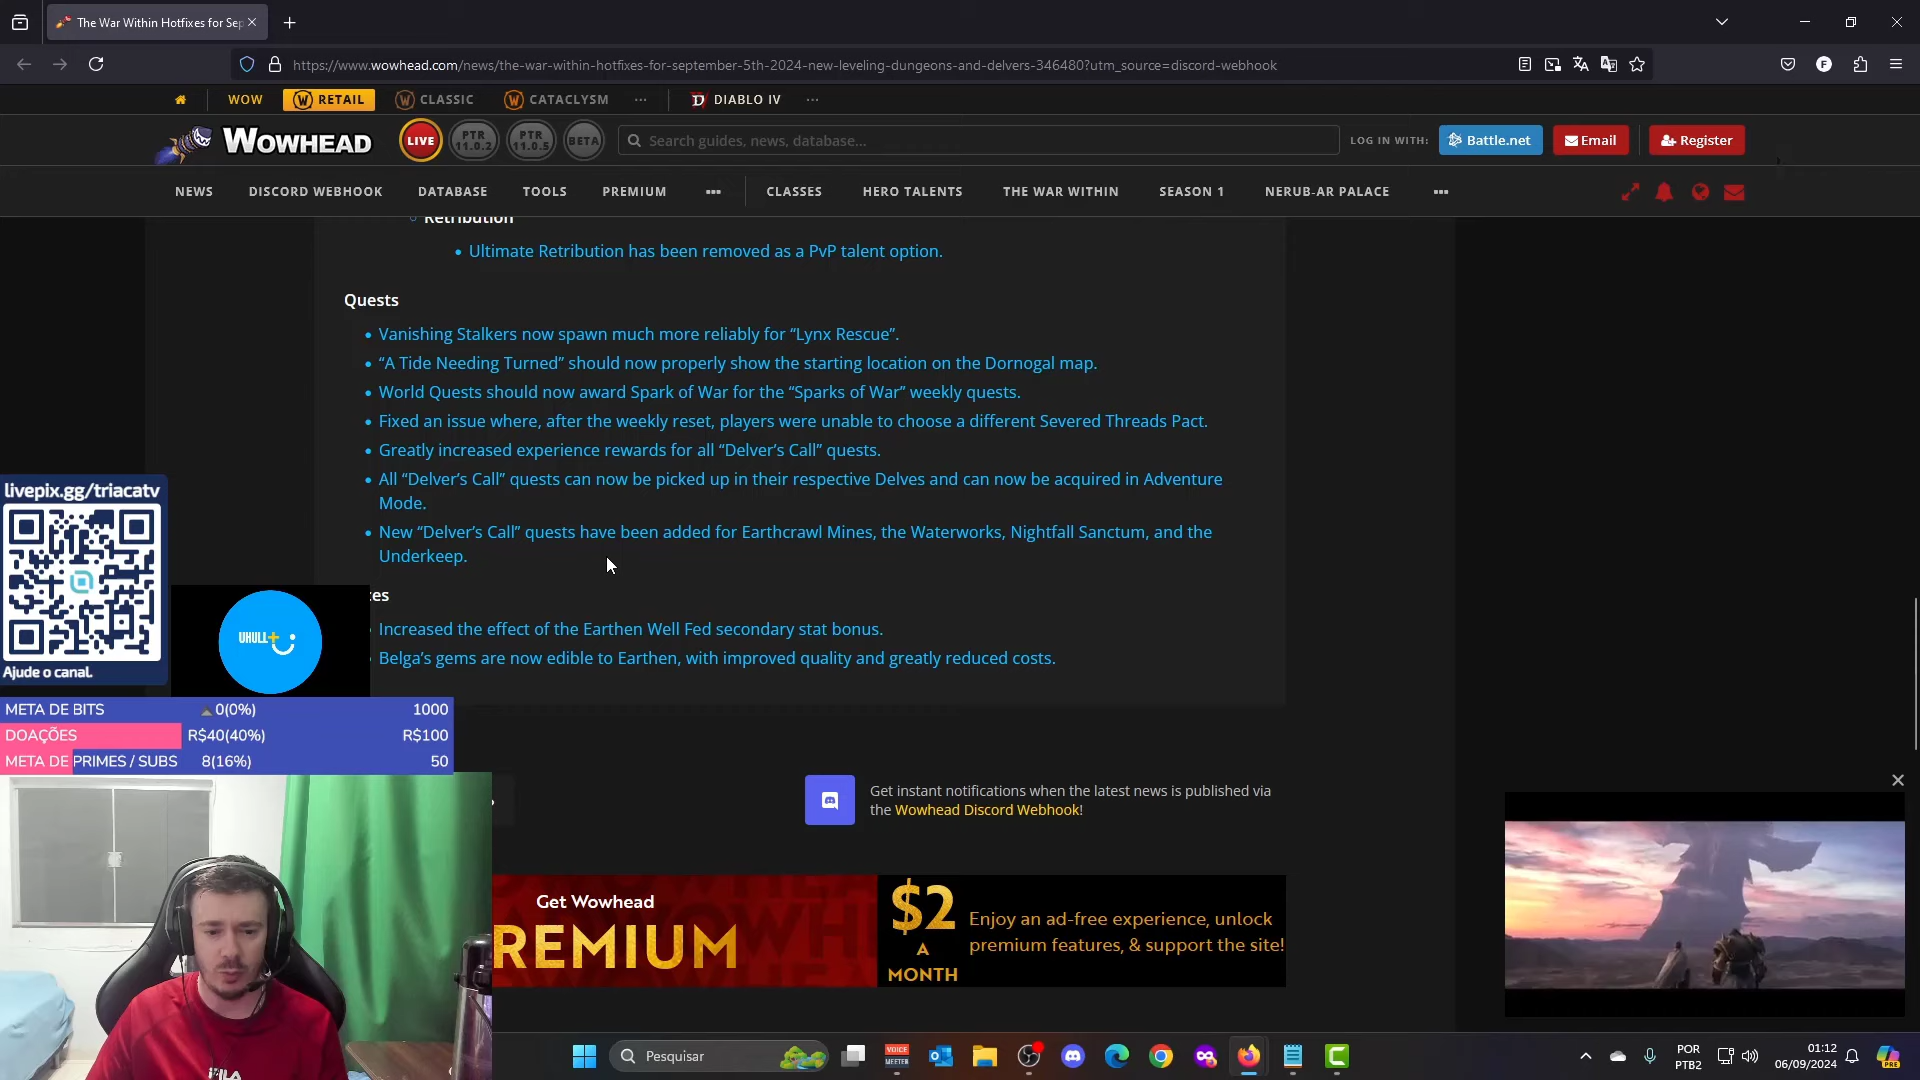 The War Within Hotfixes for Sep
https://www.wowhead.com/news/the-war-within-hotfixes-for-september-5th-2024-new-leveling-dungeons-and-delvers-346480?utm_source=discord-webhook
WOW
RETAIL
CLASSIC
CATACLYSM
DIABLO IV
WOWHEAD
LIVE
PTR 11.0.2
PTR 11.0.5
BETA
Search guides, news, database...
LOG IN WITH:
Battle.net
Email
Register
NEWS
DISCORD WEBHOOK
DATABASE
TOOLS
PREMIUM
CLASSES
HERO TALENTS
THE WAR WITHIN
SEASON 1
NERUB-AR PALACE
Retribution
Ultimate Retribution has been removed as a PvP talent option.
Quests
Vanishing Stalkers now spawn much more reliably for “Lynx Rescue”.
“A Tide Needing Turned” should now properly show the starting location on the Dornogal map.
World Quests should now award Spark of War for the “Sparks of War” weekly quests.
Fixed an issue where, after the weekly reset, players were unable to choose a different Severed Threads Pact.
Greatly increased experience rewards for all “Delver’s Call” quests.
All “Delver’s Call” quests can now be picked up in their respective Delves and can now be acquired in Adventure
Mode.
New “Delver’s Call” quests have been added for Earthcrawl Mines, the Waterworks, Nightfall Sanctum, and the
Underkeep.
Increased the effect of the Earthen Well Fed secondary stat bonus.
Belga’s gems are now edible to Earthen, with improved quality and greatly reduced costs.
livepix.gg/triacatv
Ajude o canal.
UHULL+
META DE BITS 0(0%) 1000
DOAÇÕES R$40(40%) R$100
META DE PRIMES / SUBS 8(16%) 50
Get instant notifications when the latest news is published via
the Wowhead Discord Webhook!
Get Wowhead
REMIUM
$2
A
MONTH
Enjoy an ad-free experience, unlock
premium features, & support the site!
Pesquisar
VOICE
MEETER
POR
PTB2
01:12
06/09/2024
PRE